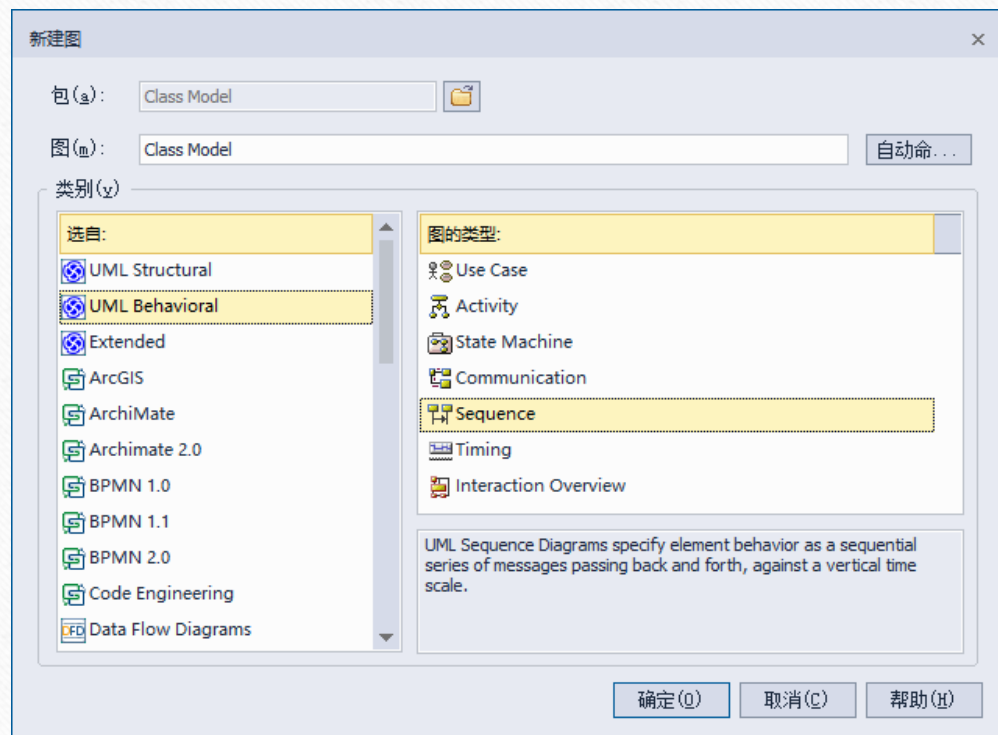 新建图
包(a):
Class Model
图(m):
Class Model
自动命...
类别(y)
选自:
UML Structural
UML Behavioral
Extended
ArcGIS
ArchiMate
Archimate 2.0
BPMN 1.0
BPMN 1.1
BPMN 2.0
Code Engineering
DFD Data Flow Diagrams
图的类型:
Use Case
Activity
State Machine
Communication
Sequence
Timing
Interaction Overview
UML Sequence Diagrams specify element behavior as a sequential
series of messages passing back and forth, against a vertical time
scale.
确定(O)
取消(C)
帮助(H)